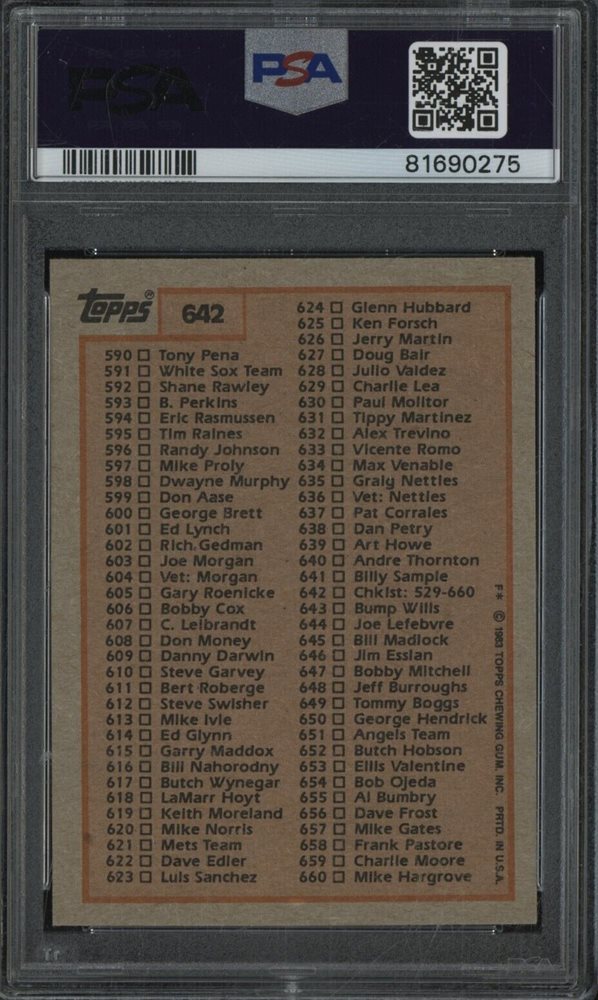 PSA
PSA
81690275
Topps®
642
590 ☐ Tony Pena
591 ☐ White Sox Team
592 ☐ Shane Rawley
593 ☐ B. Perkins
594 ☐ Eric Rasmussen
595 ☐ Tim Raines
596 ☐ Randy Johnson
597 ☐ Mike Proly
598 ☐ Dwayne Murphy
599 ☐ Don Aase
600 ☐ George Brett
601 ☐ Ed Lynch
602 ☐ Rich Gedman
603 ☐ Joe Morgan
604 ☐ Vet: Morgan
605 ☐ Gary Roenicke
606 ☐ Bobby Cox
607 ☐ C. Leibrandt
608 ☐ Don Money
609 ☐ Danny Darwin
610 ☐ Steve Garvey
611 ☐ Bert Roberge
612 ☐ Steve Swisher
613 ☐ Mike Ivie
614 ☐ Ed Glynn
615 ☐ Garry Maddox
616 ☐ Bill Nahorodny
617 ☐ Butch Wynegar
618 ☐ LaMarr Hoyt
619 ☐ Keith Moreland
620 ☐ Mike Norris
621 ☐ Mets Team
622 ☐ Dave Edler
623 ☐ Luis Sanchez
624 ☐ Glenn Hubbard
625 ☐ Ken Forsch
626 ☐ Jerry Martin
627 ☐ Doug Bair
628 ☐ Julio Valdez
629 ☐ Charlie Lea
630 ☐ Paul Molitor
631 ☐ Tippy Martinez
632 ☐ Alex Trevino
633 ☐ Vicente Romo
634 ☐ Max Venable
635 ☐ Graig Nettles
636 ☐ Vet: Nettles
637 ☐ Pat Corrales
638 ☐ Dan Petry
639 ☐ Art Howe
640 ☐ Andre Thornton
641 ☐ Billy Sample
642 ☐ Chklst: 529-660
643 ☐ Bump Wills
644 ☐ Joe Lefebvre
645 ☐ Bill Madlock
646 ☐ Jim Essian
647 ☐ Bobby Mitchell
648 ☐ Jeff Burroughs
649 ☐ Tommy Boggs
650 ☐ George Hendrick
651 ☐ Angels Team
652 ☐ Butch Hobson
653 ☐ Ellis Valentine
654 ☐ Bob Ojeda
655 ☐ Al Bumbry
656 ☐ Dave Frost
657 ☐ Mike Gates
658 ☐ Frank Pastore
659 ☐ Charlie Moore
660 ☐ Mike Hargrove
F* © 1983 TOPPS CHEWING GUM, INC. PRTD. IN U.S.A.
PSA